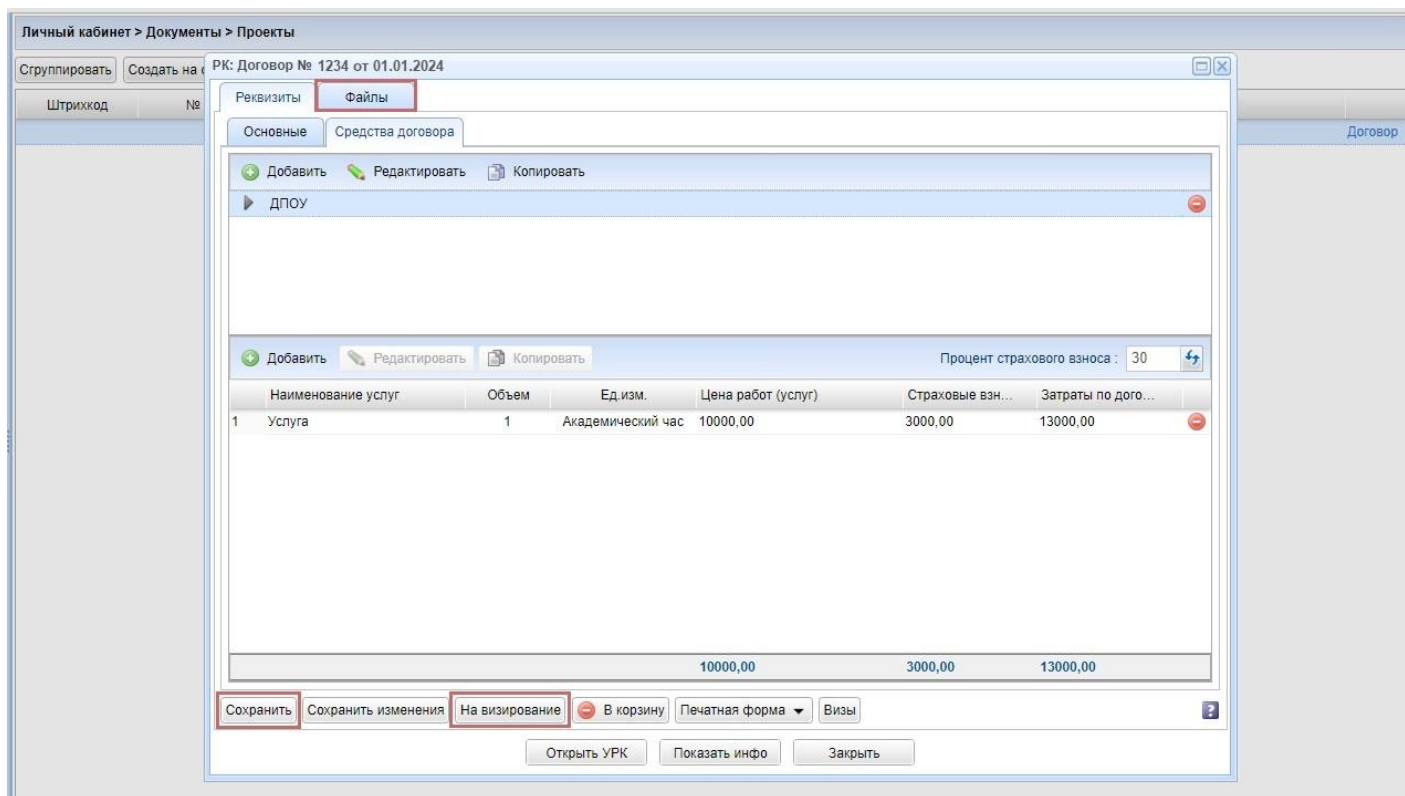 Личный кабинет > Документы > Проекты
Сгруппировать Создать на о РК: Договор № 1234 от 01.01.2024
Штрихкод № Реквизиты Файлы
Основные Средства договора Договор
Добавить Редактировать Копировать
ДПОУ
Добавить Редактировать Копировать Процент страхового взноса : 30
Наименование услуг Объем Ед.изм. Цена работ (услуг) Страховые взн... Затраты по дого...
1 Услуга 1 Академический час 10000,00 3000,00 13000,00
10000,00 3000,00 13000,00
Сохранить Сохранить изменения На визирование В корзину Печатная форма Визы ?
Открыть УРК Показать инфо Закрыть